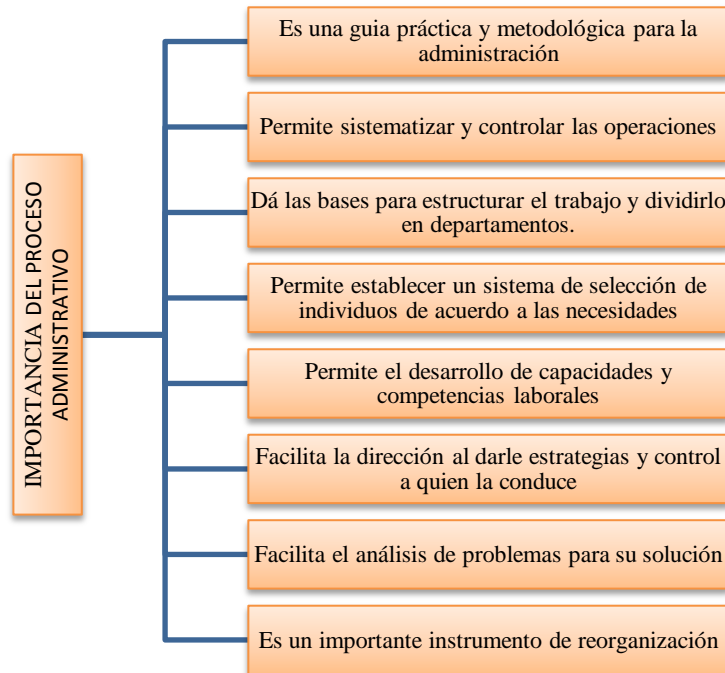 IMPORTANCIA DEL PROCESO
ADMINISTRATIVO
Es una guia práctica y metodológica para la
administración
Permite sistematizar y controlar las operaciones
Dá las bases para estructurar el trabajo y dividirlo
en departamentos.
Permite establecer un sistema de selección de
individuos de acuerdo a las necesidades
Permite el desarrollo de capacidades y
competencias laborales
Facilita la dirección al darle estrategias y control
a quien la conduce
Facilita el análisis de problemas para su solución
Es un importante instrumento de reorganización